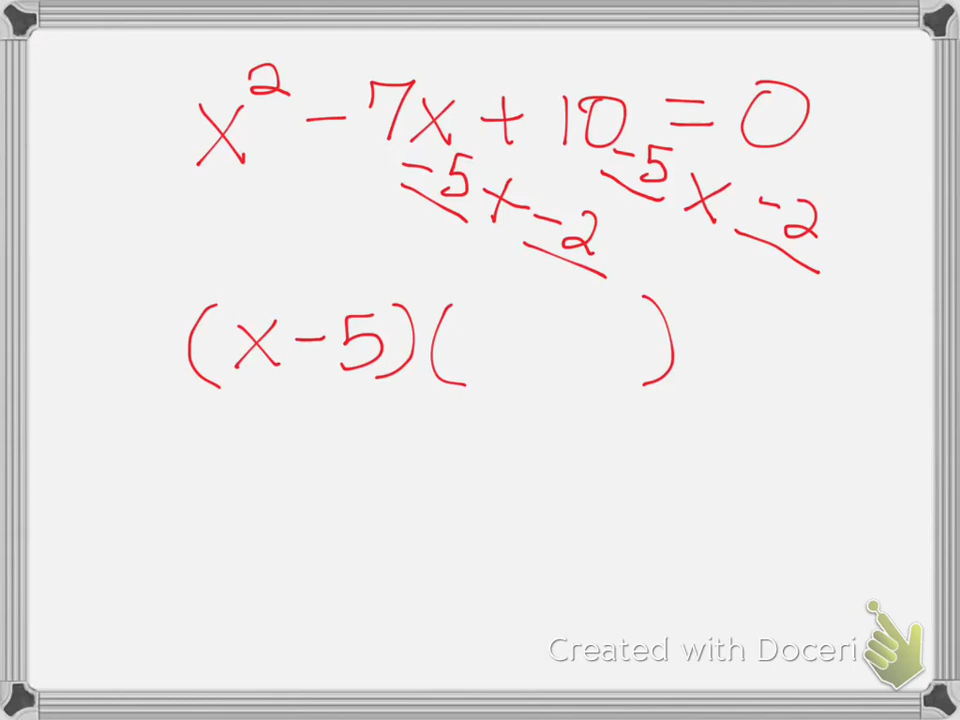 x² - 7x + 10 = 0
-5 x -2 -5 x -2
(x - 5)( )
Created with Doceri